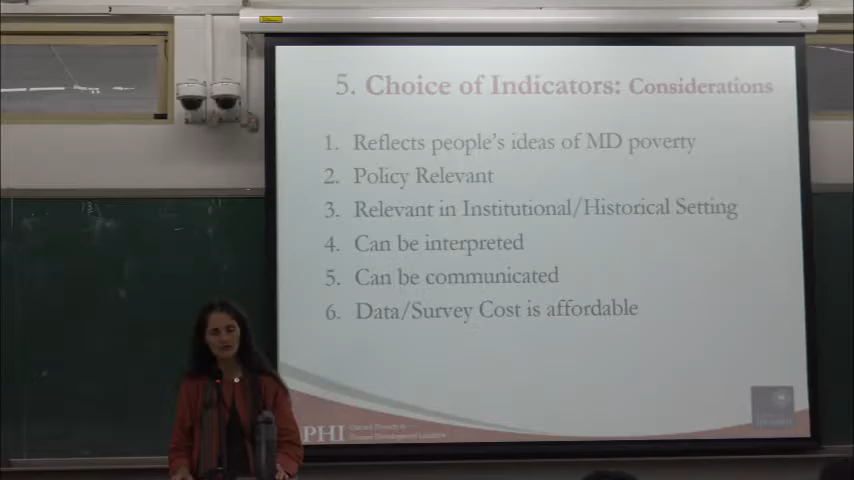 5. Choice of Indicators: Considerations
1. Reflects people's ideas of MD poverty
2. Policy Relevant
3. Relevant in Institutional/Historical Setting
4. Can be interpreted
5. Can be communicated
6. Data/Survey Cost is affordable
PHI